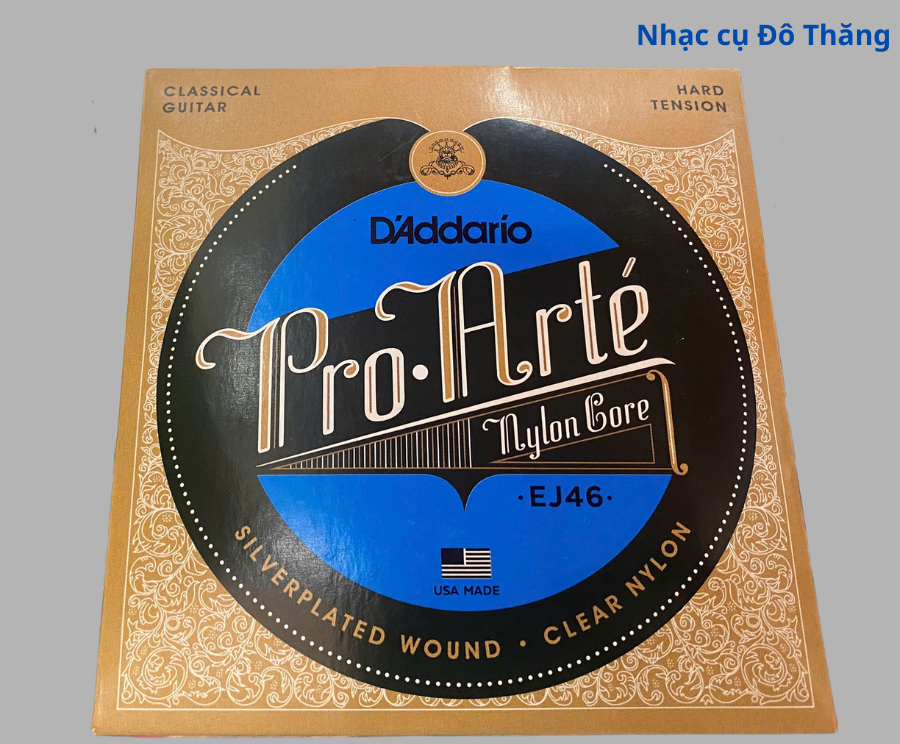 Nhạc cụ Đô Thăng
CLASSICAL
GUITAR
HARD
TENSION
D'Addario
Pro·Arté
Nylon Core
·EJ46·
USA MADE
SILVERPLATED WOUND · CLEAR NYLON